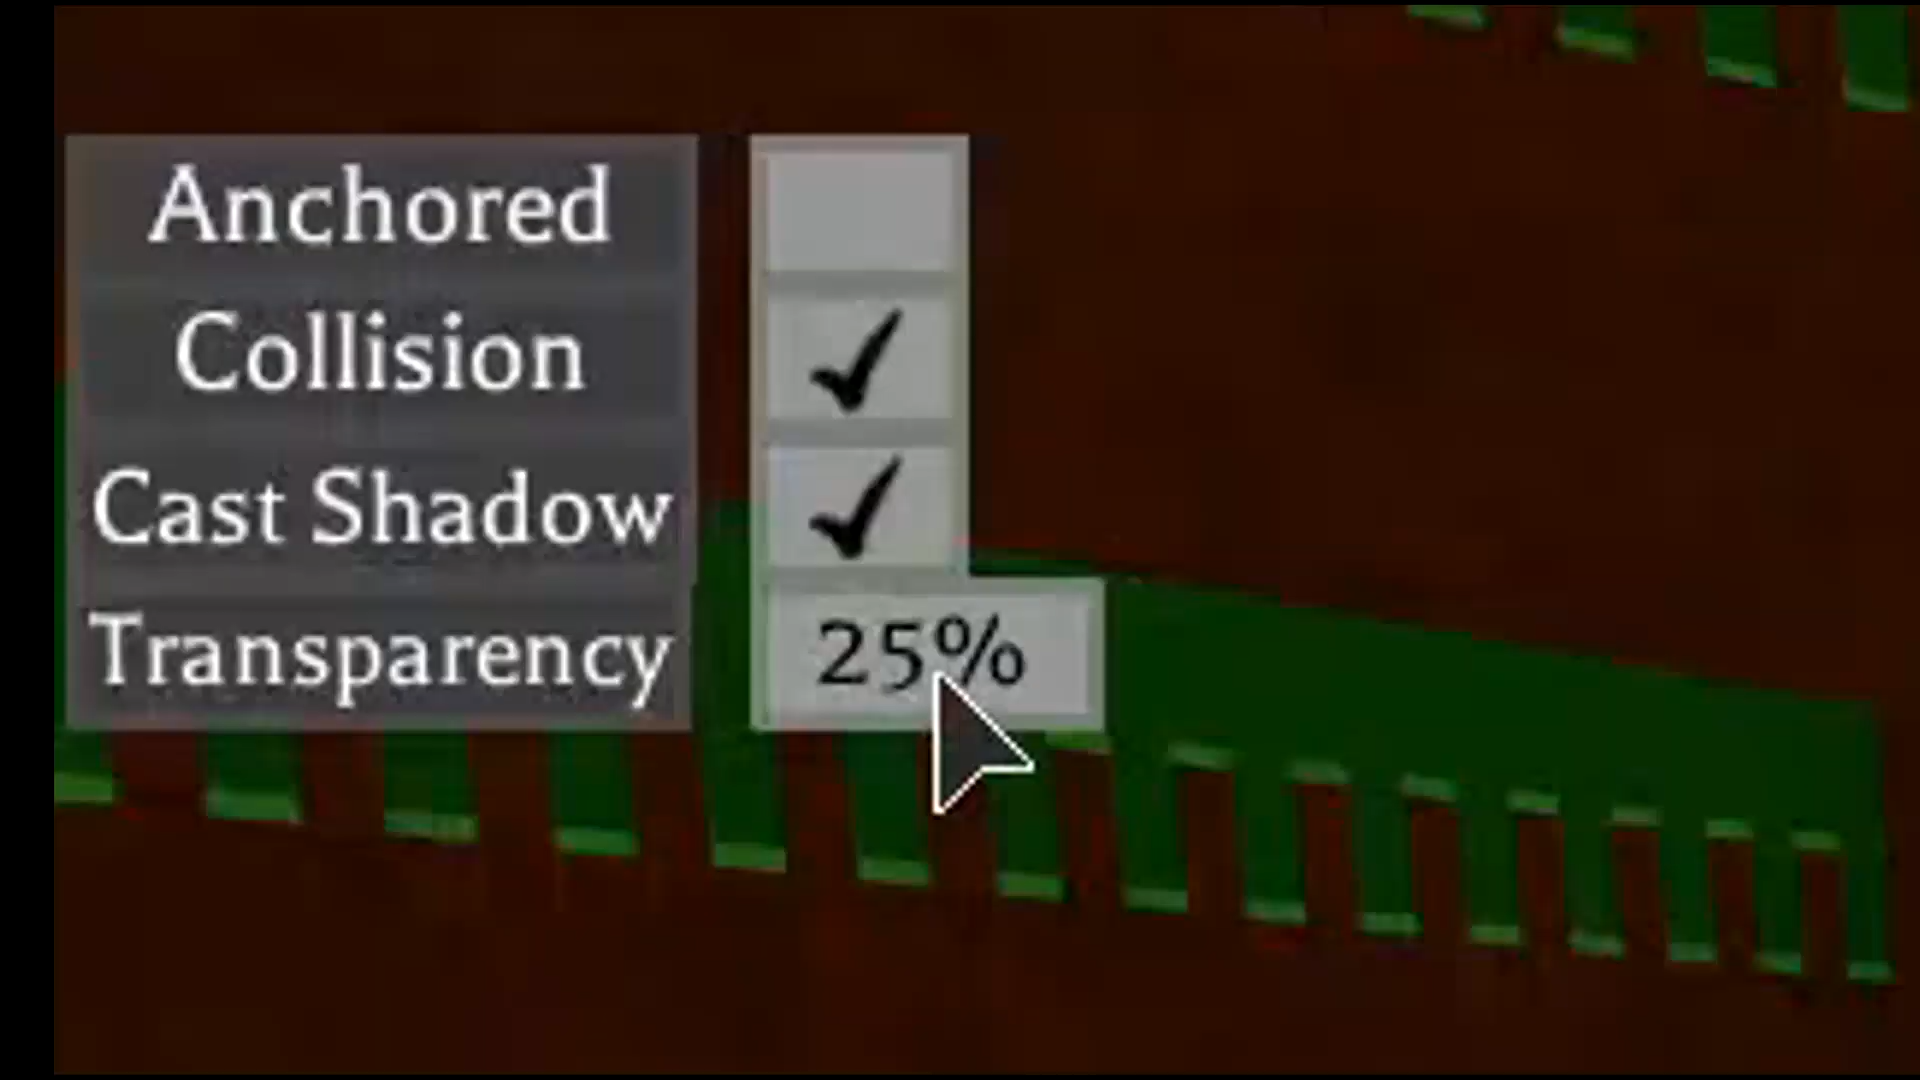 Anchored
Collision ✓
Cast Shadow ✓
Transparency 25%